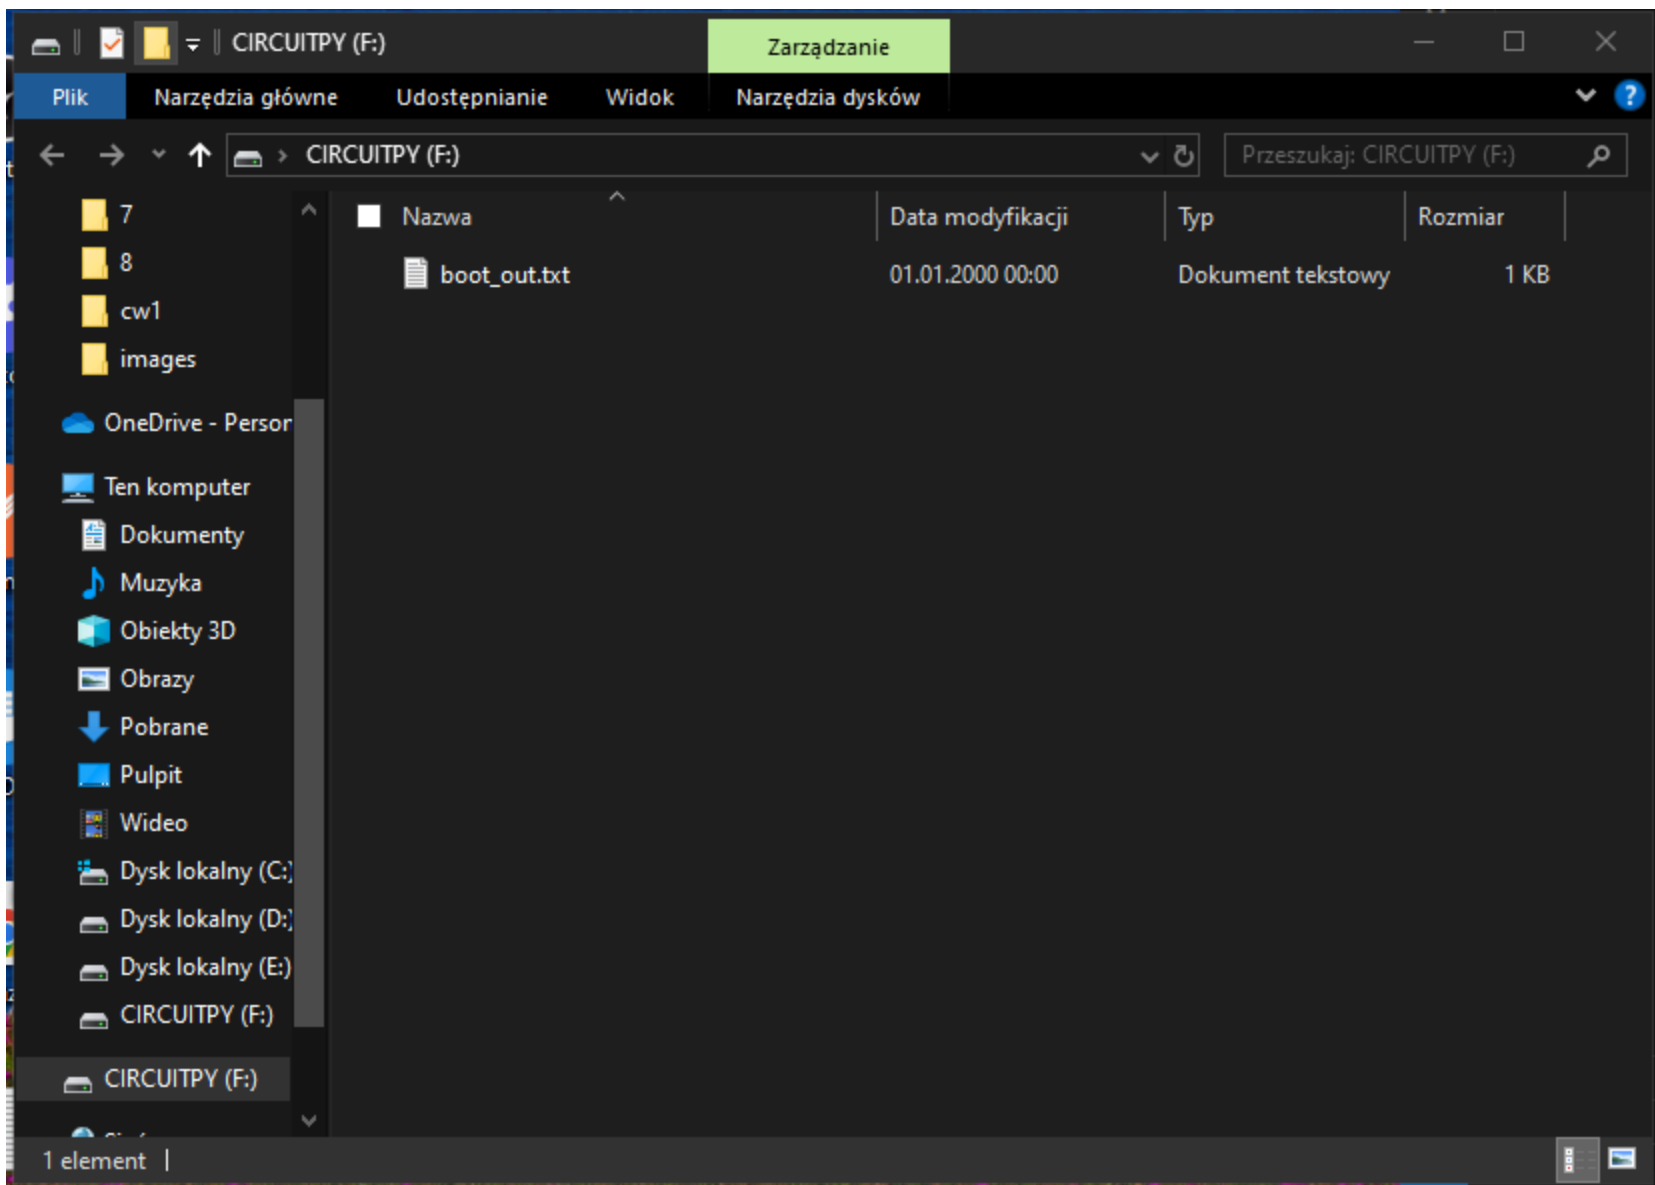 CIRCUITPY (F:)
Zarządzanie
Plik
Narzędzia główne
Udostępnianie
Widok
Narzędzia dysków
CIRCUITPY (F:)
Przeszukaj: CIRCUITPY (F:)
7
8
cw1
images
OneDrive - Person
Ten komputer
Dokumenty
Muzyka
Obiekty 3D
Obrazy
Pobrane
Pulpit
Wideo
Dysk lokalny (C:)
Dysk lokalny (D:)
Dysk lokalny (E:)
CIRCUITPY (F:)
CIRCUITPY (F:)
Nazwa
Data modyfikacji
Typ
Rozmiar
boot_out.txt
01.01.2000 00:00
Dokument tekstowy
1 KB
1 element